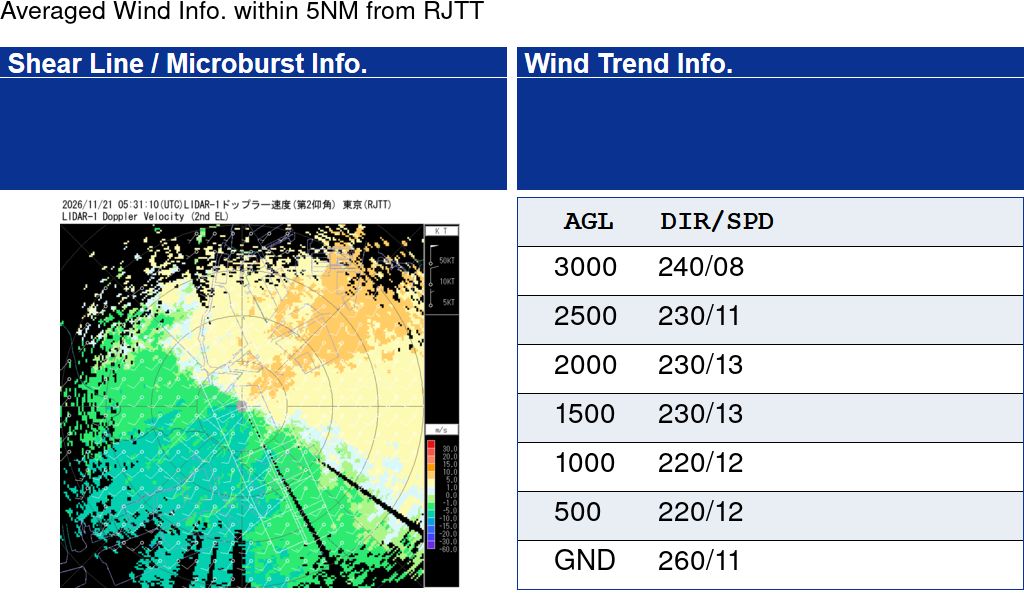 Averaged Wind Info. within 5NM from RJTT
Shear Line / Microburst Info.
Wind Trend Info.
2026/11/21 05:31:10(UTC)LIDAR-1ドップラー速度(第2仰角) 東京(RJTT)
LIDAR-1 Doppler Velocity (2nd EL)
K T
50KT
10KT
5KT
m/s
30.0
20.0
15.0
10.0
5.0
1.0
0.0
-1.0
-5.0
-10.0
-15.0
-20.0
-30.0
-60.0
AGL DIR/SPD
3000 240/08
2500 230/11
2000 230/13
1500 230/13
1000 220/12
500 220/12
GND 260/11